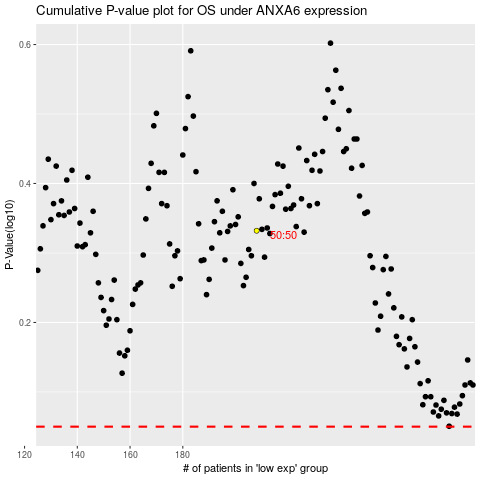 Cumulative P-value plot for OS under ANXA6 expression
P-Value(log10)
0.6
0.4
0.2
50:50
120 140 160 180
# of patients in 'low exp' group